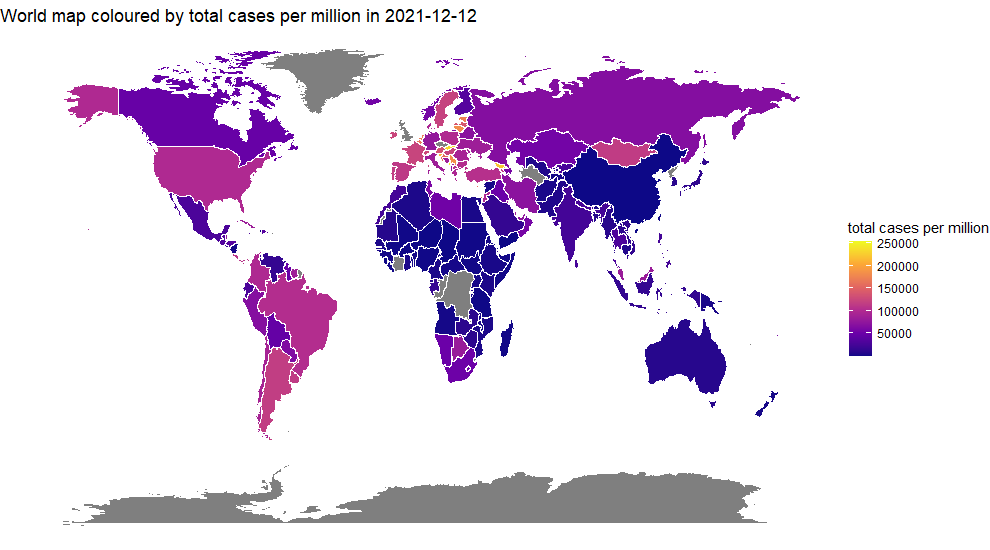 World map coloured by total cases per million in 2021-12-12
total cases per million
250000
200000
150000
100000
50000